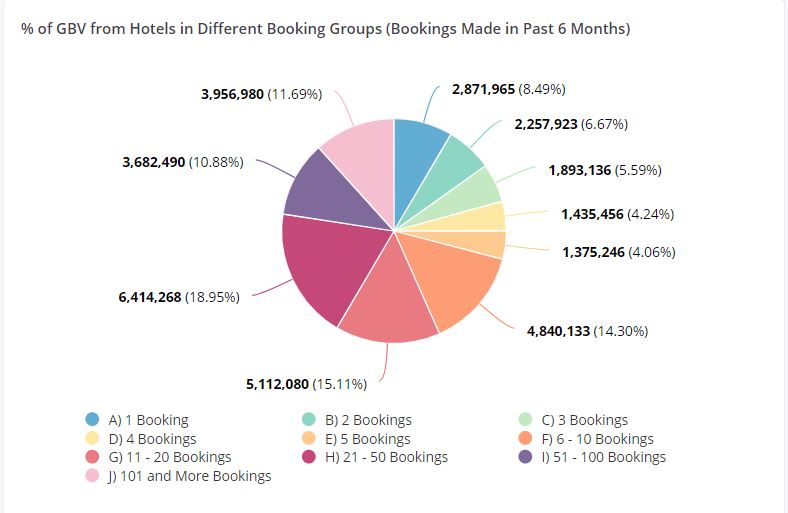 % of GBV from Hotels in Different Booking Groups (Bookings Made in Past 6 Months)
3,956,980 (11.69%)
2,871,965 (8.49%)
2,257,923 (6.67%)
3,682,490 (10.88%)
1,893,136 (5.59%)
1,435,456 (4.24%)
1,375,246 (4.06%)
6,414,268 (18.95%)
4,840,133 (14.30%)
5,112,080 (15.11%)
A) 1 Booking
B) 2 Bookings
C) 3 Bookings
D) 4 Bookings
E) 5 Bookings
F) 6 - 10 Bookings
G) 11 - 20 Bookings
H) 21 - 50 Bookings
I) 51 - 100 Bookings
J) 101 and More Bookings